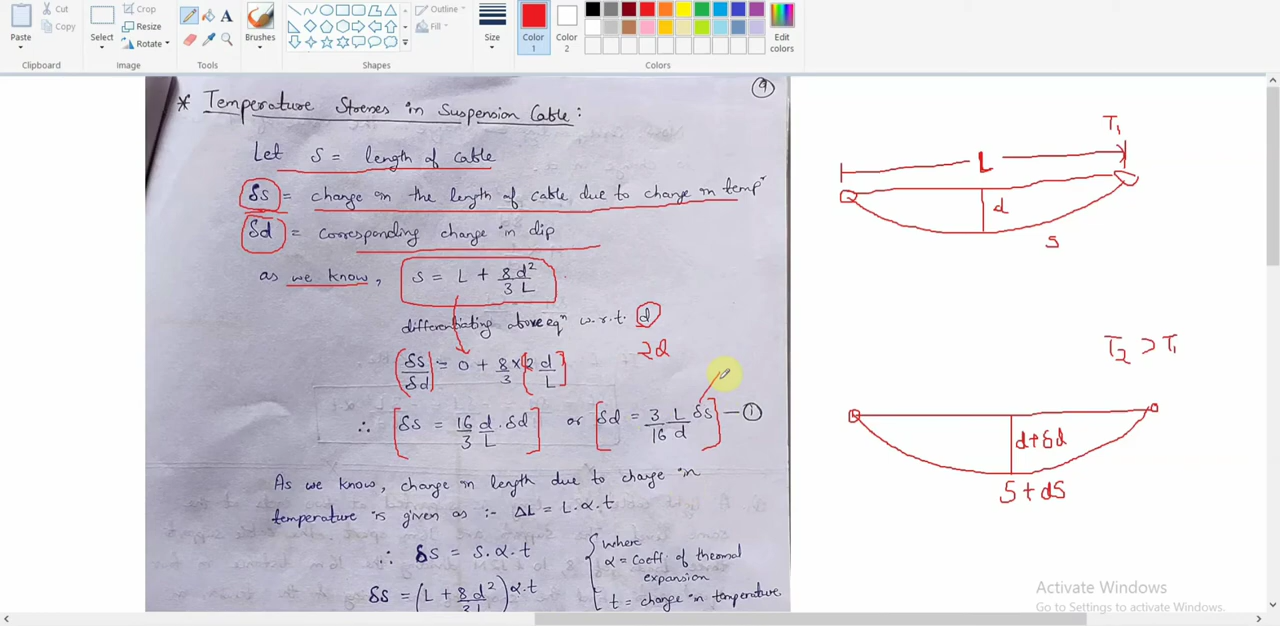 Paste
Cut
Copy
Clipboard
Select
Crop
Resize
Rotate
Image
Tools
Brushes
Shapes
Outline
Fill
Size
Color 1
Color 2
Edit colors
Colors
9
* Temperature Stresses in Suspension Cable:
Let S = length of cable
δs = change in the length of cable due to change in tempr
δd = corresponding change in dip
as we know, S = L + 8/3 d²/L
differentiating above eqn w.r.t. d
2d
δs/δd = 0 + 8/3 × (2 d/L)
∴ [δs = 16/3 d/L . δd] or [δd = 3/16 L/d δs] — ①
As we know, change in length due to change in
temperature is given as :- ΔL = L.α.t
∴ δs = S.α.t
δs = (L + 8d²/3L) α.t
where
α = coeff. of thermal
expansion
t = change in temperature.
T1
L
d
S
T2 > T1
d+δd
S+dS
Activate Windows
Go to Settings to activate Windows.